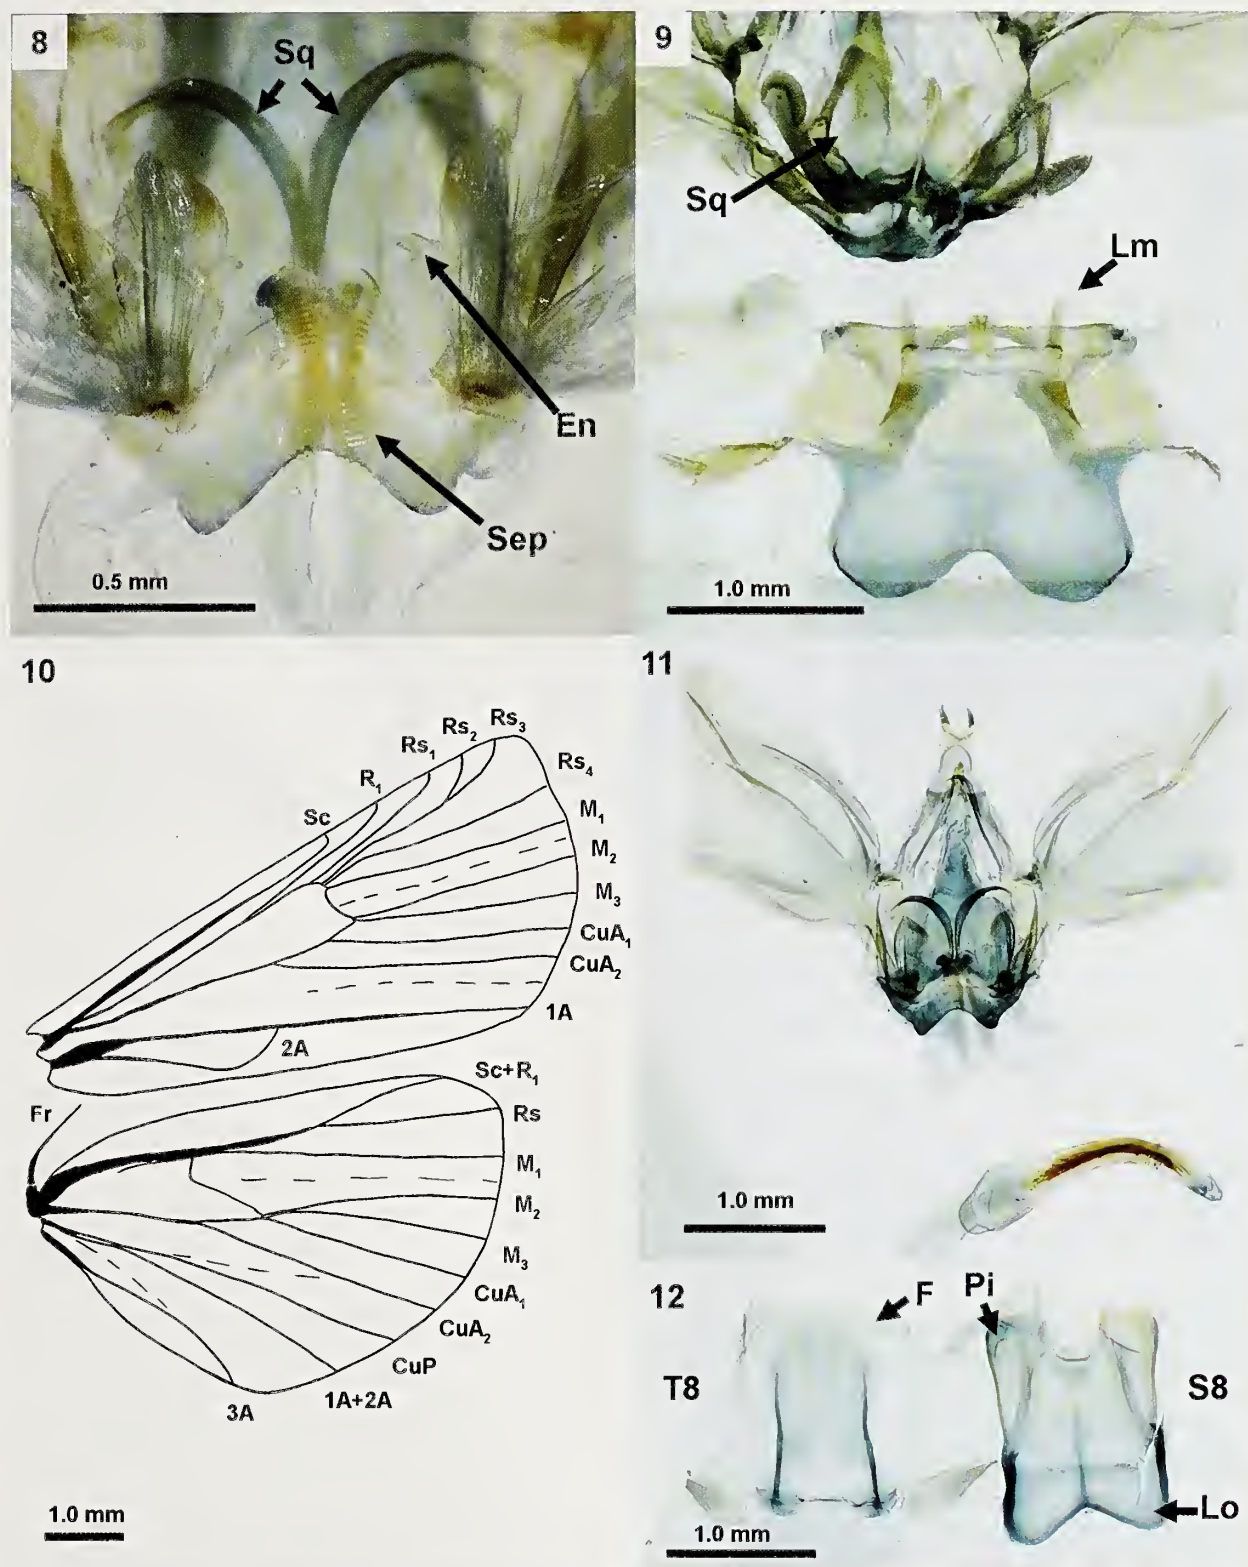 8
Sq
En
Sep
0.5 mm
9
Sq
Lm
1.0 mm
10
Sc
R1
Rs1
Rs2
Rs3
Rs4
M1
M2
M3
CuA1
CuA2
1A
2A
Sc+R1
Fr
Rs
M1
M2
M3
CuA1
CuA2
CuP
1A+2A
3A
1.0 mm
11
1.0 mm
12
F
Pi
T8
S8
Lo
1.0 mm